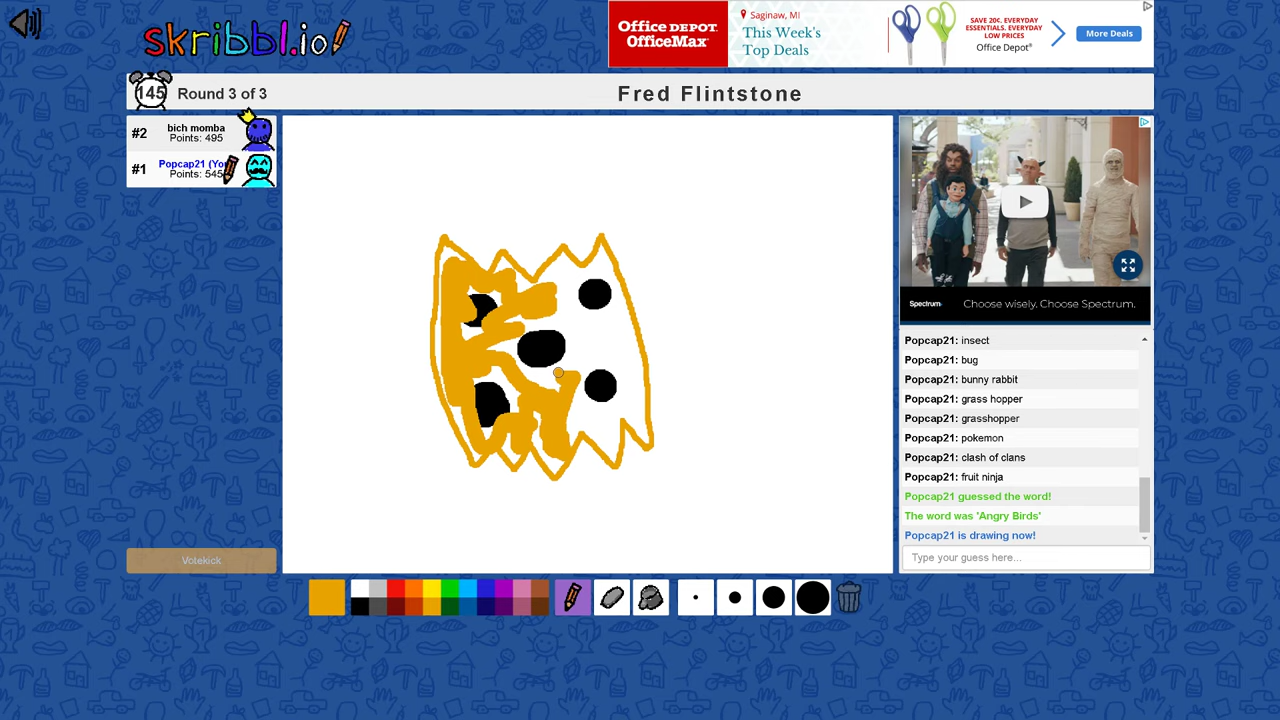 skribbl.io
OFFICE DEPOT
OfficeMax
Saginaw, MI
This Week's
Top Deals
SAVE 20¢. EVERYDAY
ESSENTIALS. EVERYDAY
LOW PRICES
Office Depot
More Deals
145
Round 3 of 3
Fred Flintstone
#2
bich momba
Points: 495
#1
Popcap21 (Yo
Points: 545
Votekick
Spectrum
Choose wisely. Choose Spectrum.
Popcap21: insect
Popcap21: bug
Popcap21: bunny rabbit
Popcap21: grass hopper
Popcap21: grasshopper
Popcap21: pokemon
Popcap21: clash of clans
Popcap21: fruit ninja
Popcap21 guessed the word!
The word was 'Angry Birds'
Popcap21 is drawing now!
Type your guess here...